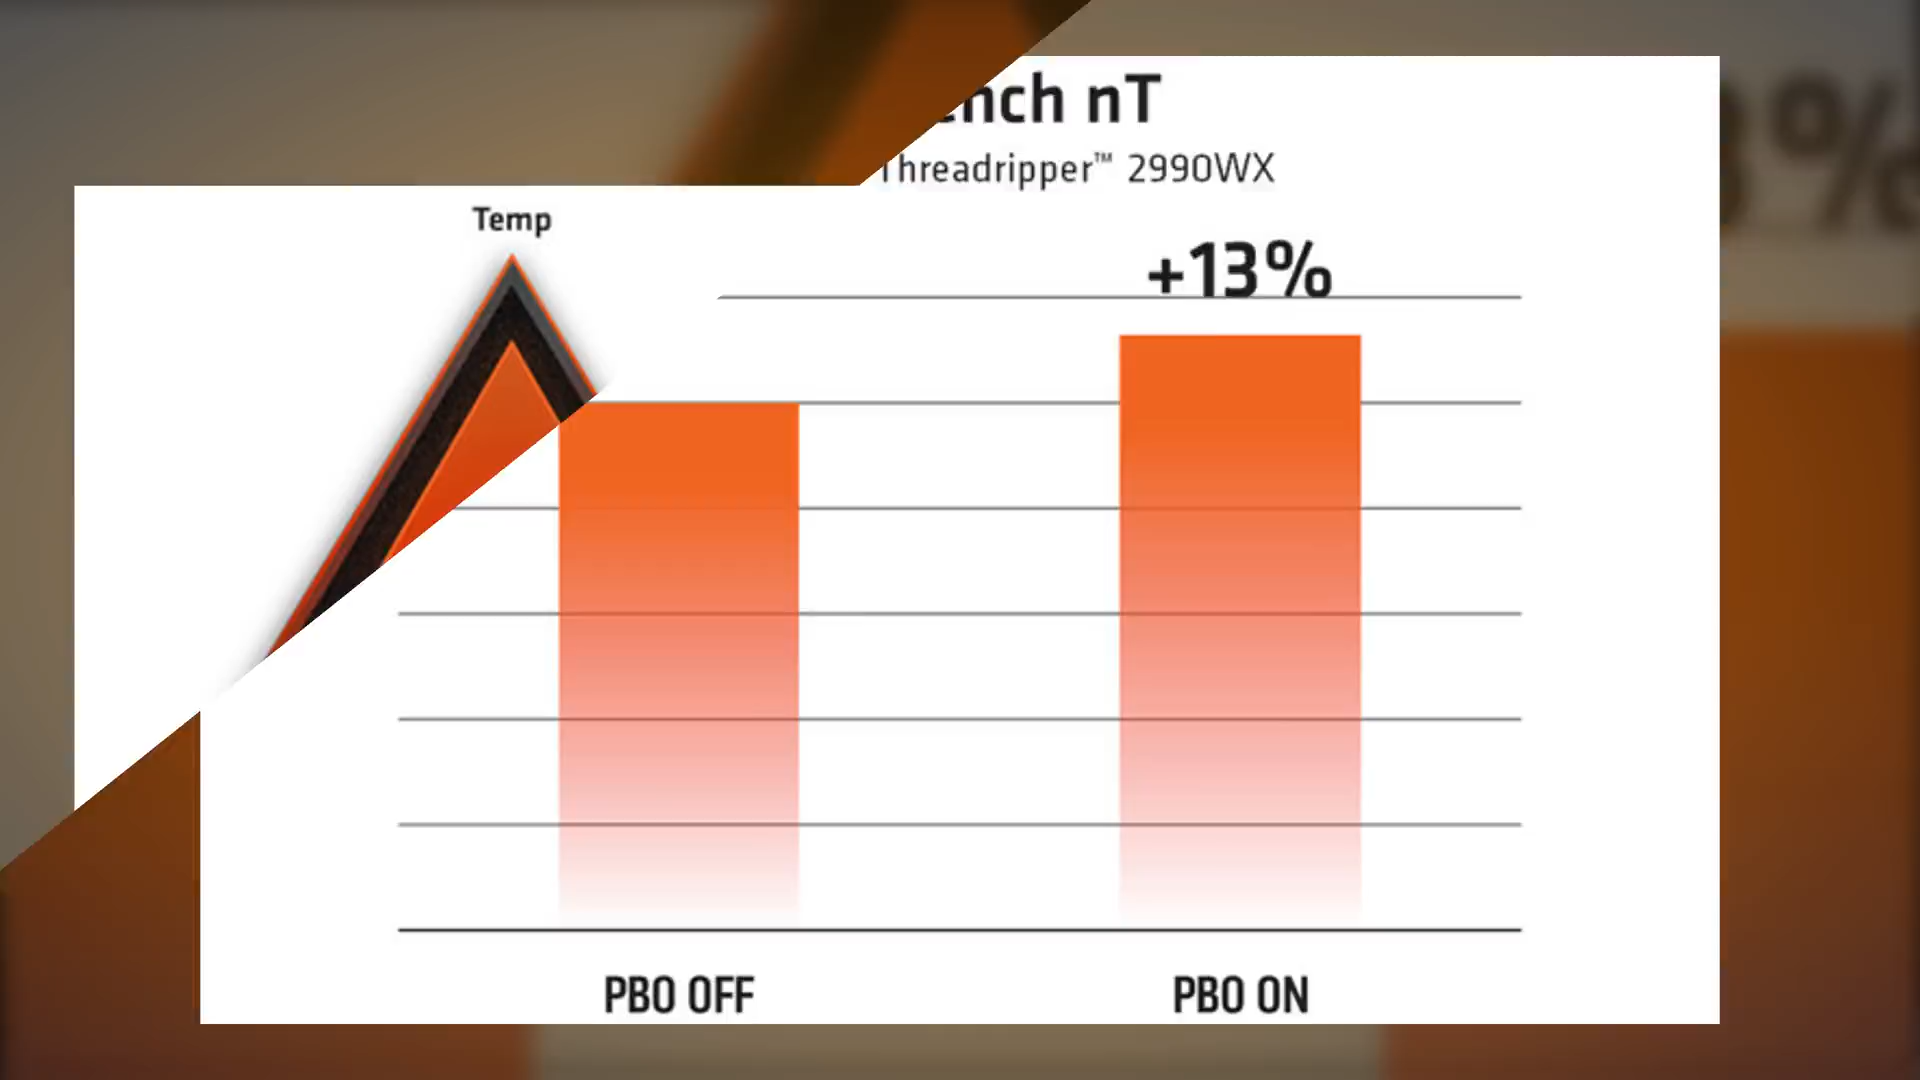 nch nT
Threadripper™ 2990WX
Temp
+13%
PBO OFF
PBO ON